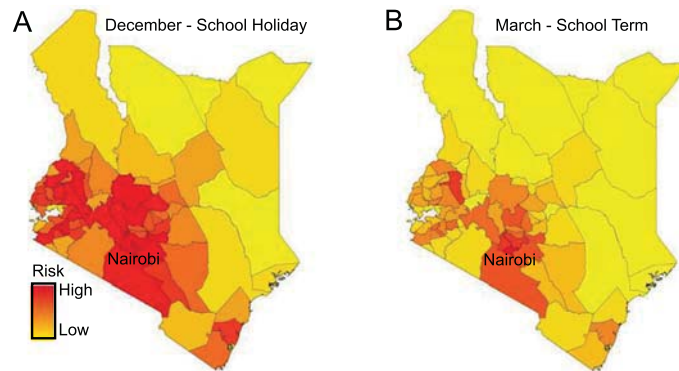 A
December - School Holiday
Nairobi
Risk
High
Low
B
March - School Term
Nairobi